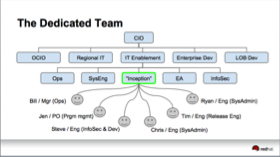 The Dedicated Team
CIO
OCIO
Regional IT
IT Enablement
Enterprise Dev
LOB Dev
Ops
SysEng
"Inception"
EA
InfoSec
Bill / Mgr (Ops)
Ryan / Eng (SysAdmin)
Jen / PO (Prgm mgmt)
Tim / Eng (Release Eng)
Steve / Eng (InfoSec & Dev)
Chris / Eng (SysAdmin)
redhat